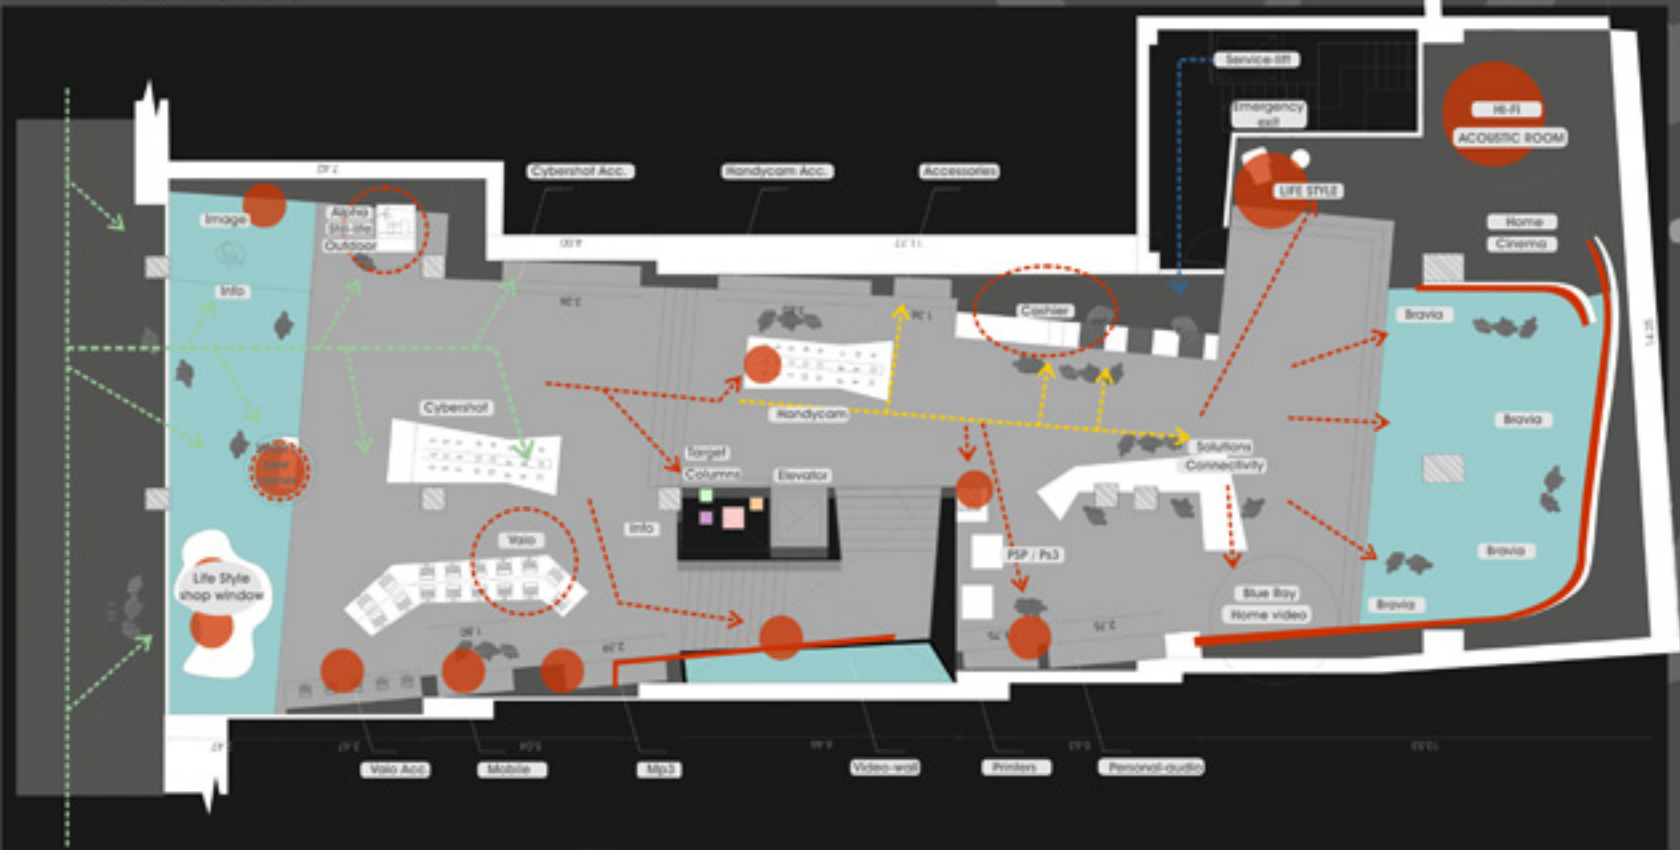 Service-lift
Emergency
exit
HI-FI
ACOUSTIC ROOM
Cybershot Acc.
Handycam Acc.
Accessories
LIFE STYLE
Image
Alpha
Still-life
Outdoor
Home
Cinema
Info
Cashier
Bravia
Cybershot
Handycam
Bravia
Target
Columns
Elevator
Solutions
Connectivity
Info
Vaio
PSP / Ps3
Bravia
Life Style
shop window
Blue Ray
Home video
Bravia
Vaio Acc.
Mobile
Mp3
Video-wall
Printers
Personal-audio